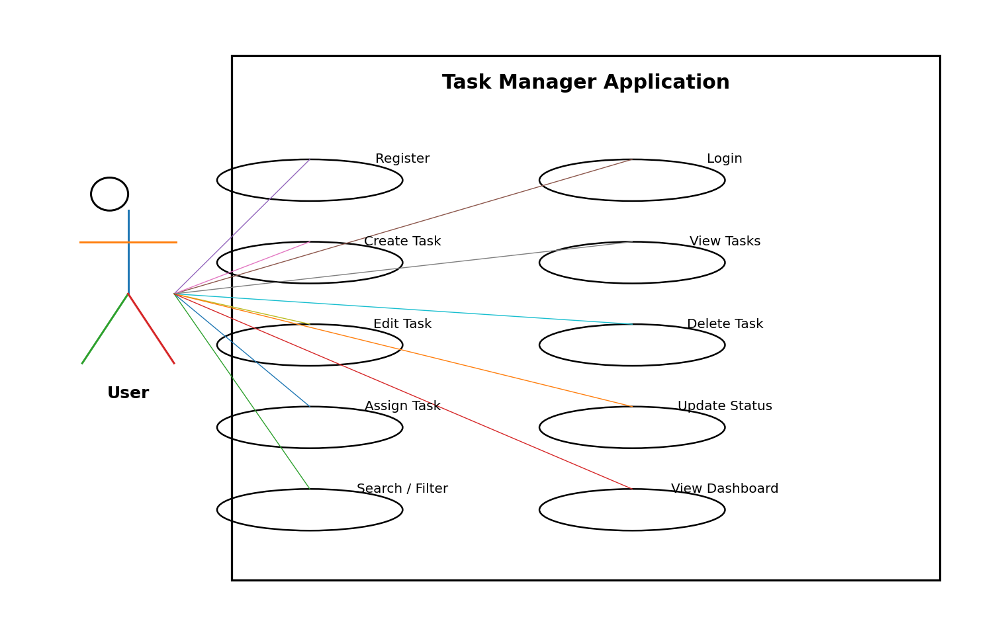 Task Manager Application
Register
Login
Create Task
View Tasks
Edit Task
Delete Task
User
Assign Task
Update Status
Search / Filter
View Dashboard